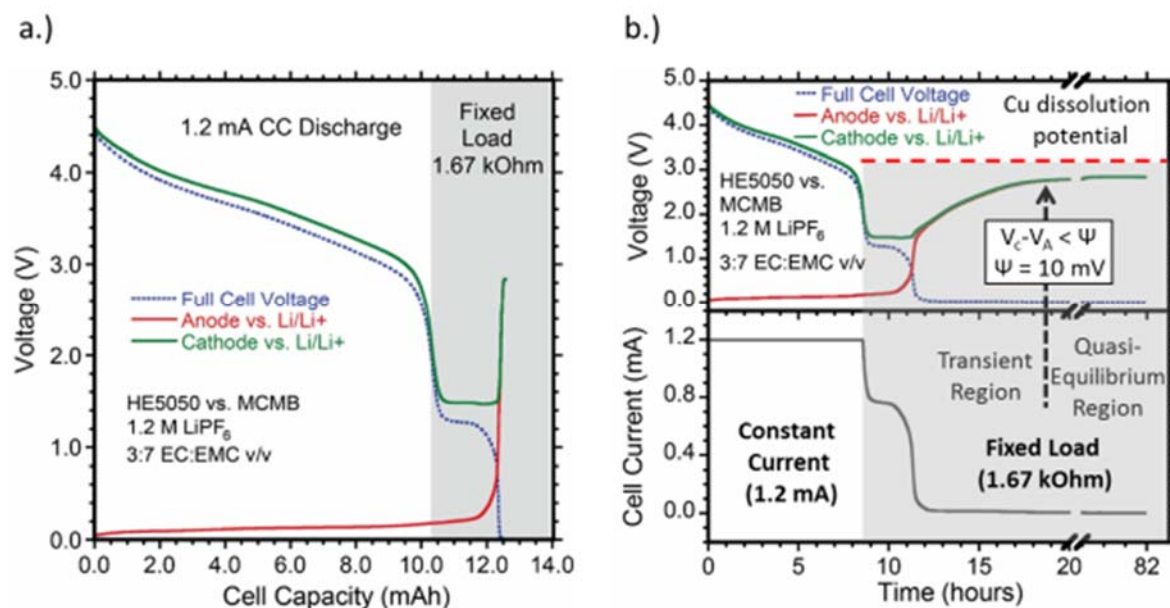 a.)
5.0
4.0
3.0
2.0
1.0
0.0
Voltage (V)
1.2 mA CC Discharge
Fixed
Load
1.67 kOhm
Full Cell Voltage
Anode vs. Li/Li+
Cathode vs. Li/Li+
HE5050 vs. MCMB
1.2 M LiPF6
3:7 EC:EMC v/v
0.0 2.0 4.0 6.0 8.0 10.0 12.0 14.0
Cell Capacity (mAh)
b.)
5.0
4.0
3.0
2.0
1.0
0.0
Voltage (V)
Full Cell Voltage
Anode vs. Li/Li+
Cathode vs. Li/Li+
Cu dissolution
potential
HE5050 vs.
MCMB
1.2 M LiPF6
3:7 EC:EMC v/v
Vc-VA < Ψ
Ψ = 10 mV
1.2
0.8
0.4
0.0
Cell Current (mA)
Transient
Region
Quasi-
Equilibrium
Region
Constant
Current
(1.2 mA)
Fixed Load
(1.67 kOhm)
0 5 10 15 20 82
Time (hours)